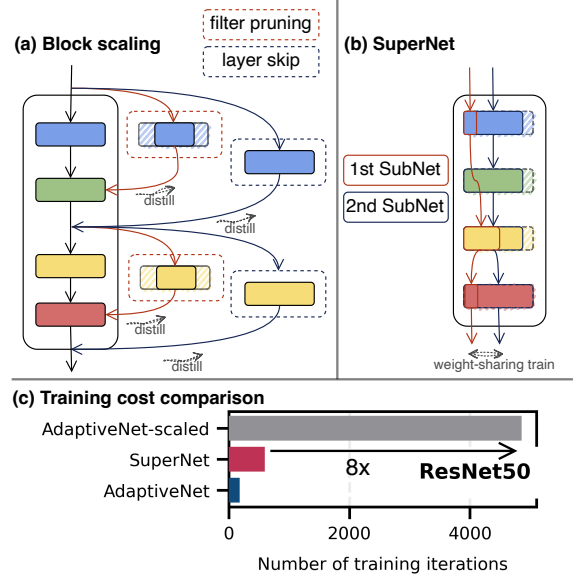 filter pruning
layer skip
(a) Block scaling
distill
distill
distill
distill
(b) SuperNet
1st SubNet
2nd SubNet
weight-sharing train
(c) Training cost comparison
AdaptiveNet-scaled
SuperNet
AdaptiveNet
8x
ResNet50
0
2000
4000
Number of training iterations